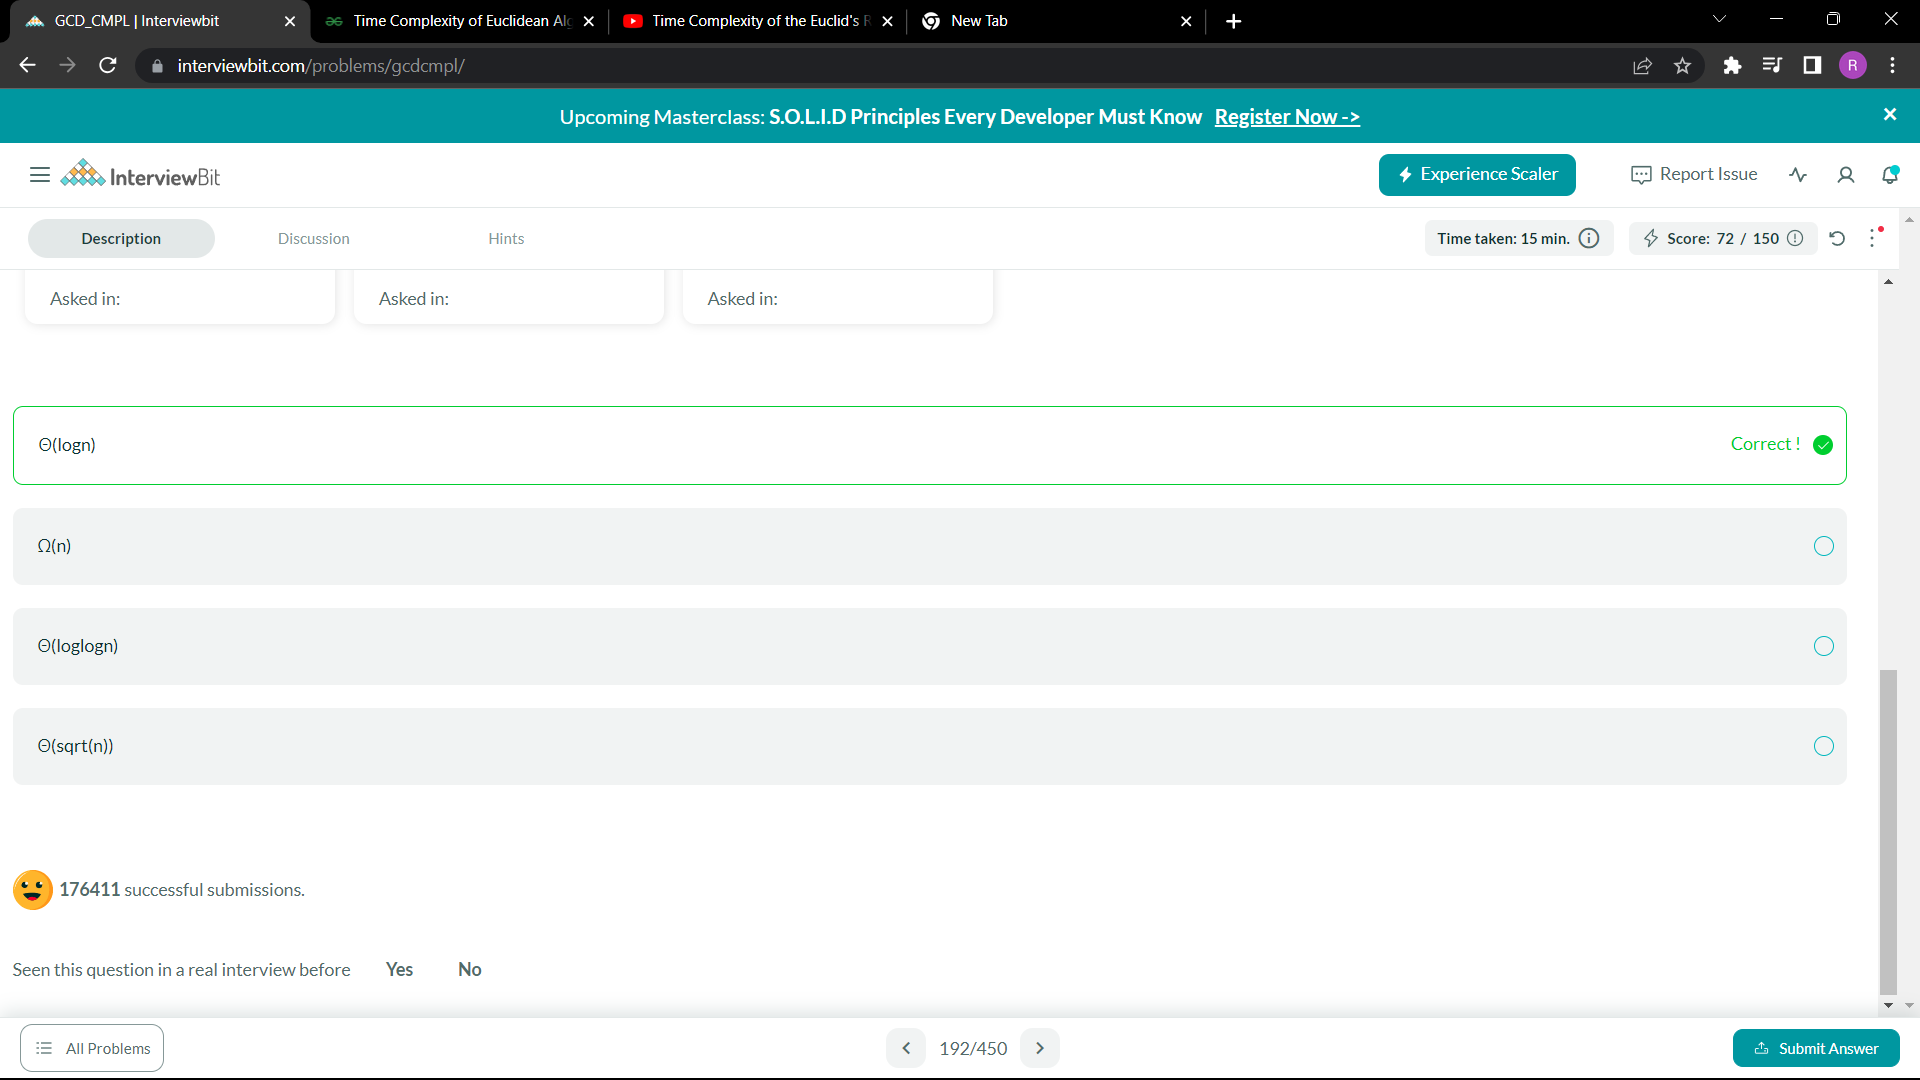 GCD_CMPL | Interviewbit
Time Complexity of Euclidean Al
Time Complexity of the Euclid's
New Tab
interviewbit.com/problems/gcdcmpl/
R
Upcoming Masterclass: S.O.L.I.D Principles Every Developer Must Know Register Now ->
InterviewBit
Experience Scaler
Report Issue
Description
Discussion
Hints
Time taken: 15 min.
Score: 72 / 150
Asked in:
Asked in:
Asked in:
Θ(logn)
Correct !
Ω(n)
Θ(loglogn)
Θ(sqrt(n))
176411 successful submissions.
Seen this question in a real interview before Yes No
All Problems
192/450
Submit Answer